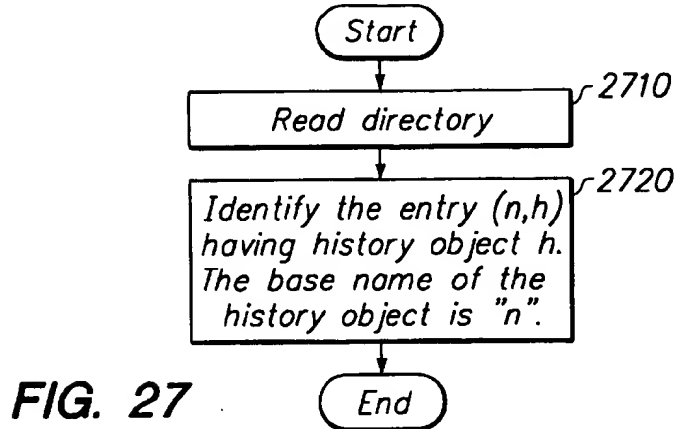 Start
Read directory
2710
Identify the entry (n,h)
having history object h.
The base name of the
history object is "n".
2720
End
FIG. 27